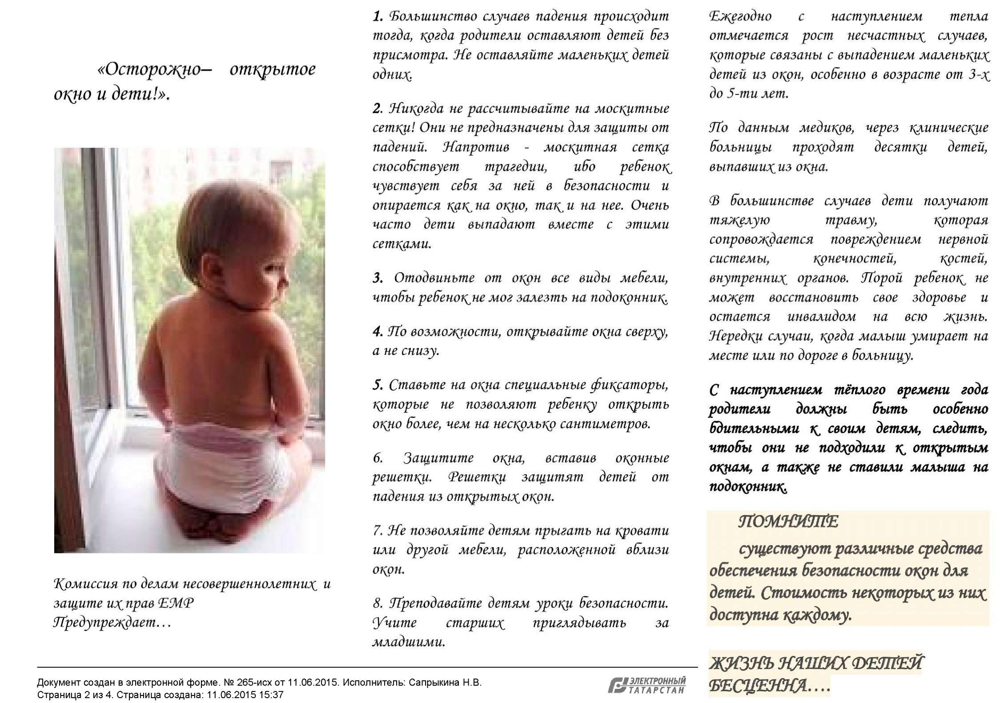 «Осторожно– открытое
окно и дети!».
Комиссия по делам несовершеннолетних и
защите их прав ЕМР
Предупреждает…
1. Большинство случаев падения происходит
тогда, когда родители оставляют детей без
присмотра. Не оставляйте маленьких детей
одних.
2. Никогда не рассчитывайте на москитные
сетки! Они не предназначены для защиты от
падений. Напротив - москитная сетка
способствует трагедии, ибо ребенок
чувствует себя за ней в безопасности и
опирается как на окно, так и на нее. Очень
часто дети выпадают вместе с этими
сетками.
3. Отодвиньте от окон все виды мебели,
чтобы ребенок не мог залезть на подоконник.
4. По возможности, открывайте окна сверху,
а не снизу.
5. Ставьте на окна специальные фиксаторы,
которые не позволяют ребенку открыть
окно более, чем на несколько сантиметров.
6. Защитите окна, вставив оконные
решетки. Решетки защитят детей от
падения из открытых окон.
7. Не позволяйте детям прыгать на кровати
или другой мебели, расположенной вблизи
окон.
8. Преподавайте детям уроки безопасности.
Учите старших приглядывать за
младшими.
Ежегодно с наступлением тепла
отмечается рост несчастных случаев,
которые связаны с выпадением маленьких
детей из окон, особенно в возрасте от 3-х
до 5-ти лет.
По данным медиков, через клинические
больницы проходят десятки детей,
выпавших из окна.
В большинстве случаев дети получают
тяжелую травму, которая
сопровождается повреждением нервной
системы, конечностей, костей,
внутренних органов. Порой ребенок не
может восстановить свое здоровье и
остается инвалидом на всю жизнь.
Нередки случаи, когда малыш умирает на
месте или по дороге в больницу.
С наступлением тёплого времени года
родители должны быть особенно
бдительными к своим детям, следить,
чтобы они не подходили к открытым
окнам, а также не ставили малыша на
подоконник.
ПОМНИТЕ
существуют различные средства
обеспечения безопасности окон для
детей. Стоимость некоторых из них
доступна каждому.
ЖИЗНЬ НАШИХ ДЕТЕЙ
БЕСЦЕННА….
Документ создан в электронной форме. № 265-исх от 11.06.2015. Исполнитель: Сапрыкина Н.В.
Страница 2 из 4. Страница создана: 11.06.2015 15:37
ЭЛЕКТРОННЫЙ
ТАТАРСТАН